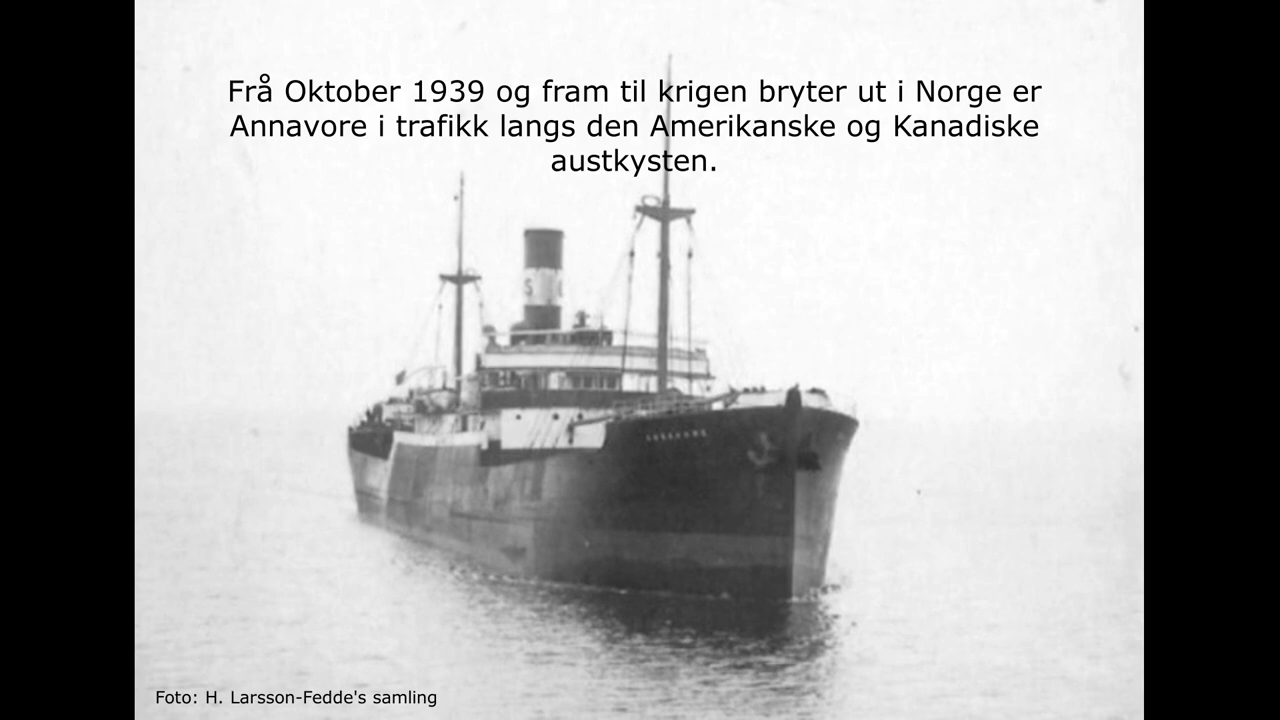 Frå Oktober 1939 og fram til krigen bryter ut i Norge er
Annavore i trafikk langs den Amerikanske og Kanadiske
austkysten.
Foto: H. Larsson-Fedde's samling